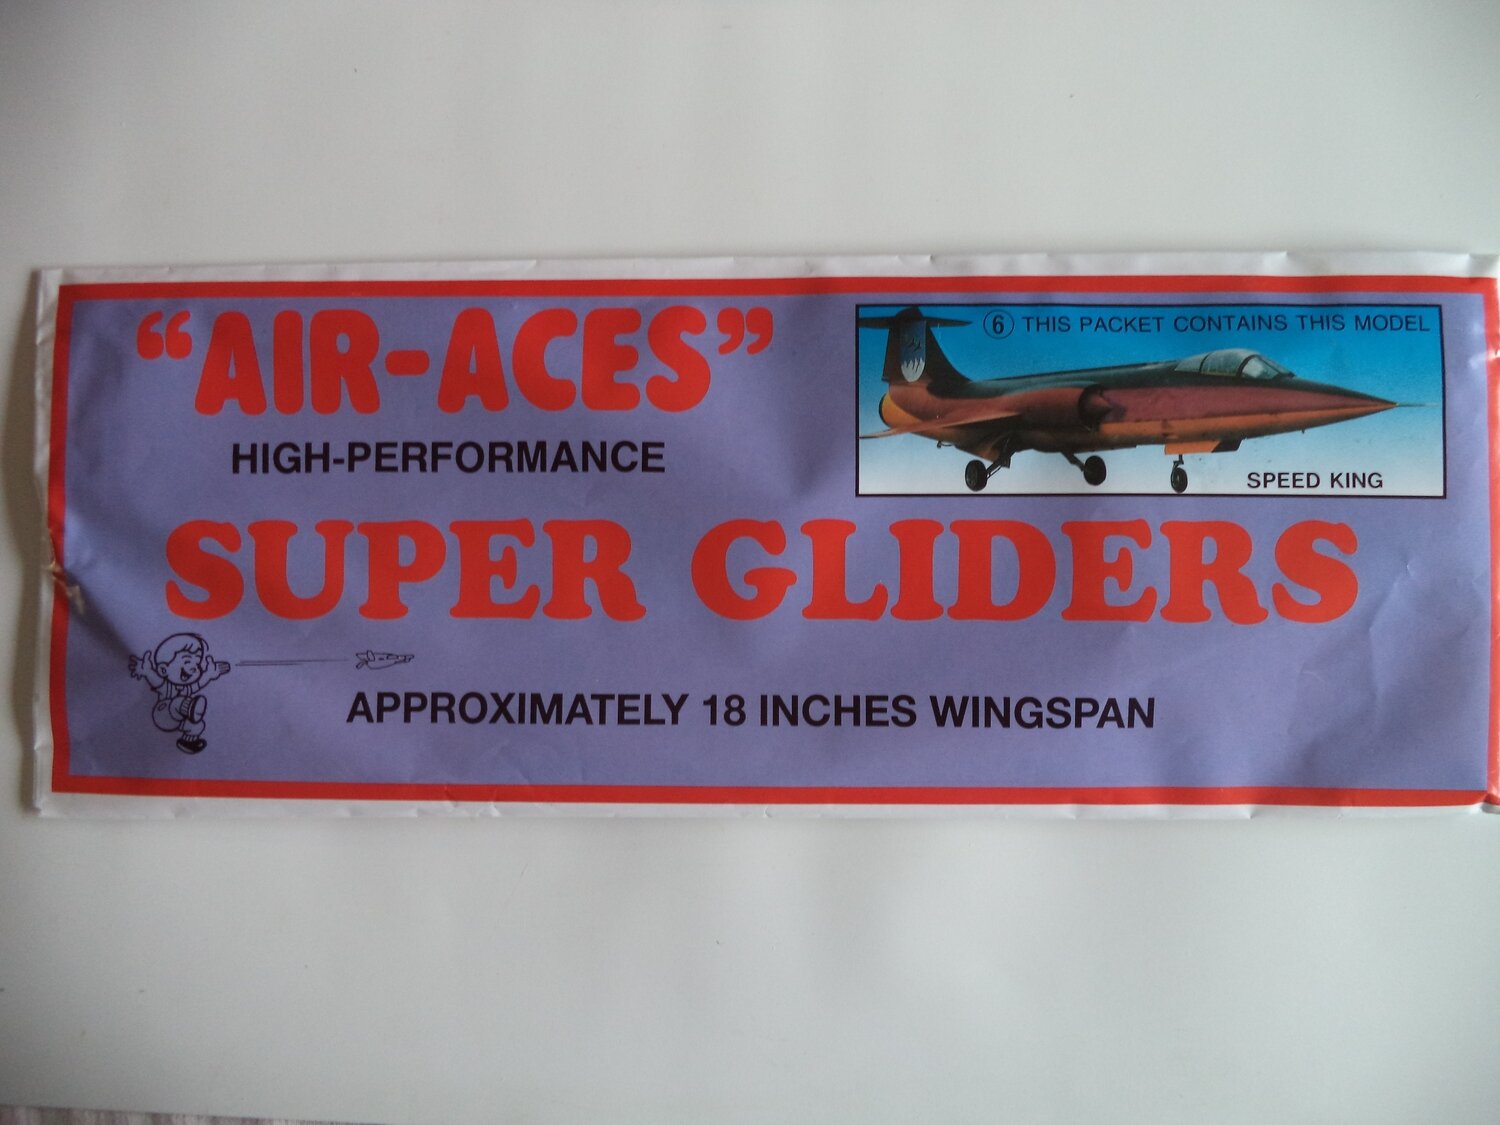 “AIR-ACES”
HIGH-PERFORMANCE
⑥ THIS PACKET CONTAINS THIS MODEL
SPEED KING
SUPER GLIDERS
APPROXIMATELY 18 INCHES WINGSPAN